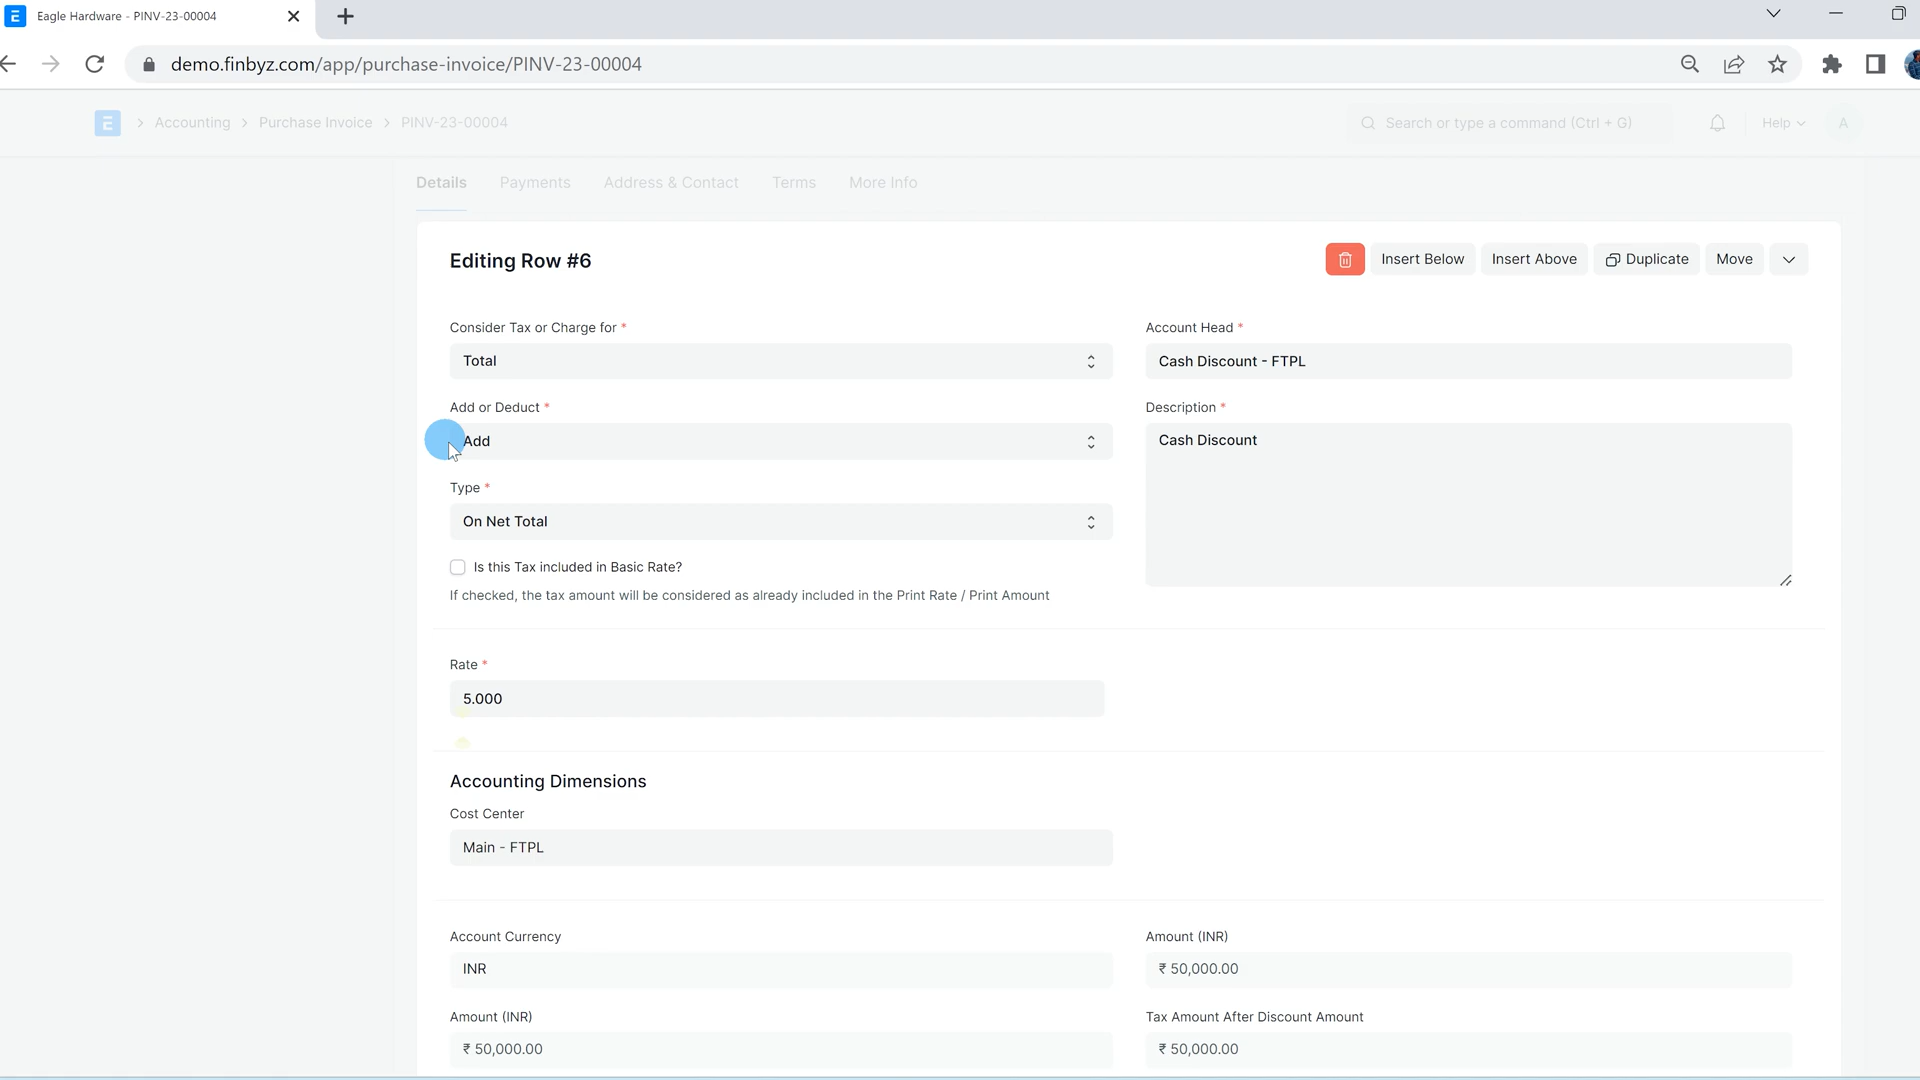 Eagle Hardware - PINV-23-00004
demo.finbyz.com/app/purchase-invoice/PINV-23-00004
E > Accounting > Purchase Invoice > PINV-23-00004
Search or type a command (Ctrl + G)
Help
A
Details Payments Address & Contact Terms More Info
Editing Row #6
Insert Below Insert Above Duplicate Move
Consider Tax or Charge for *
Total
Account Head *
Cash Discount - FTPL
Add or Deduct *
Add
Description *
Cash Discount
Type *
On Net Total
Is this Tax included in Basic Rate?
If checked, the tax amount will be considered as already included in the Print Rate / Print Amount
Rate *
5.000
Accounting Dimensions
Cost Center
Main - FTPL
Account Currency
INR
Amount (INR)
₹ 50,000.00
Amount (INR)
₹ 50,000.00
Tax Amount After Discount Amount
₹ 50,000.00